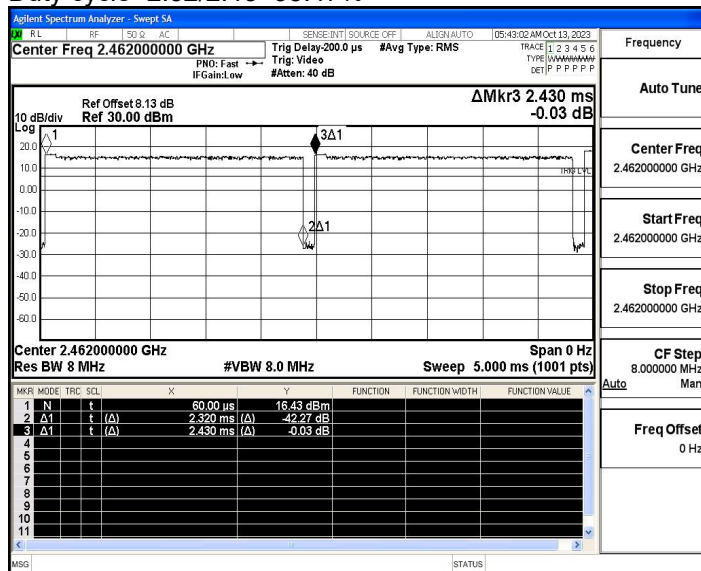 Agilent Spectrum Analyzer - Swept SA
LXI RL RF 50 Ω AC SENSE:INT SOURCE OFF ALIGN AUTO 05:43:02 AM Oct 13, 2023
Center Freq 2.462000000 GHz Trig Delay-200.0 µs #Avg Type: RMS TRACE 1 2 3 4 5 6
PNO: Fast Trig: Video TYPE
IFGain:Low #Atten: 40 dB DET P P P P P P
Frequency
Auto Tune
Ref Offset 8.13 dB ΔMkr3 2.430 ms
10 dB/div Ref 30.00 dBm -0.03 dB
Log
1
3Δ1
20.0
10.0
TRIG LVL
0.00
-10.0
2Δ1
-20.0
-30.0
-40.0
-50.0
-60.0
Center 2.462000000 GHz Span 0 Hz
Res BW 8 MHz #VBW 8.0 MHz Sweep 5.000 ms (1001 pts)
MKR MODE TRC SCL X Y FUNCTION FUNCTION WIDTH FUNCTION VALUE
1 N t 60.00 µs 16.43 dBm
2 Δ1 t (Δ) 2.320 ms (Δ) -42.27 dB
3 Δ1 t (Δ) 2.430 ms (Δ) -0.03 dB
4
5
6
7
8
9
10
11
MSG STATUS
Center Freq
2.462000000 GHz
Start Freq
2.462000000 GHz
Stop Freq
2.462000000 GHz
CF Step
8.000000 MHz
Auto Man
Freq Offset
0 Hz